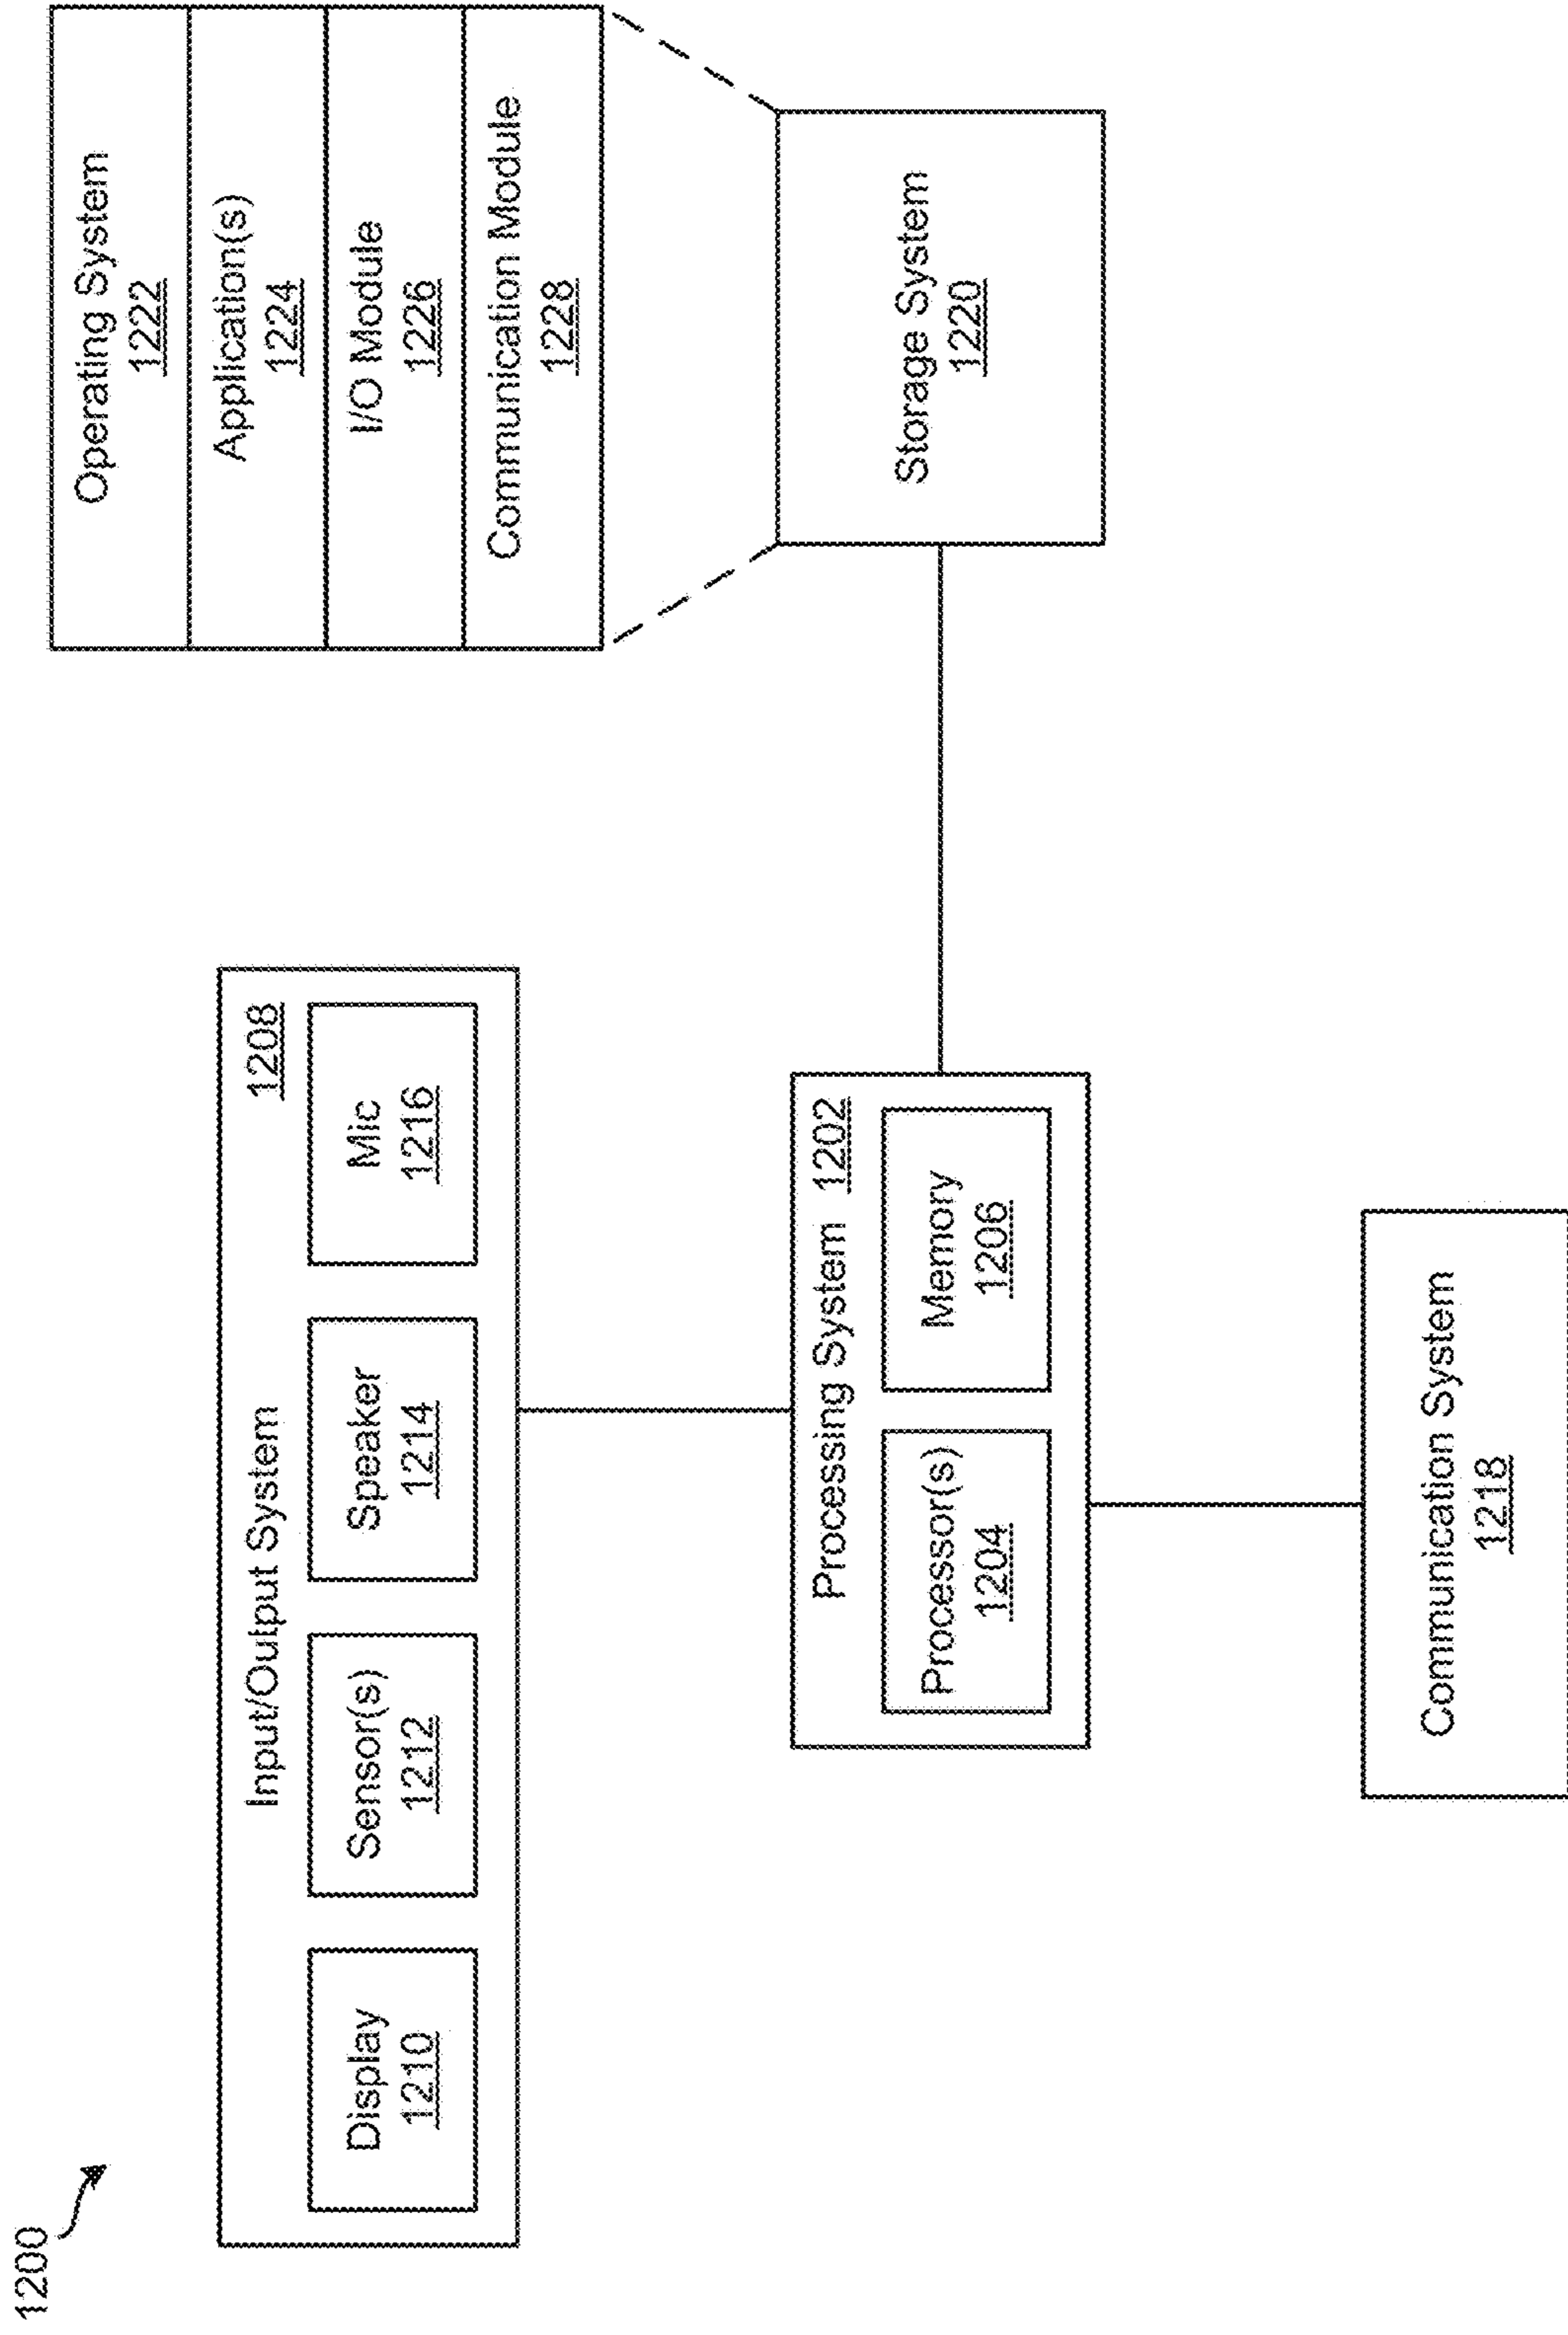 1200
Input/Output System
1208
Display
1210
Sensor(s)
1212
Speaker
1214
Mic
1216
Operating System
1222
Application(s)
1224
I/O Module
1226
Communication Module
1228
Processing System 1202
Processor(s)
1204
Memory
1206
Storage System
1220
Communication System
1218